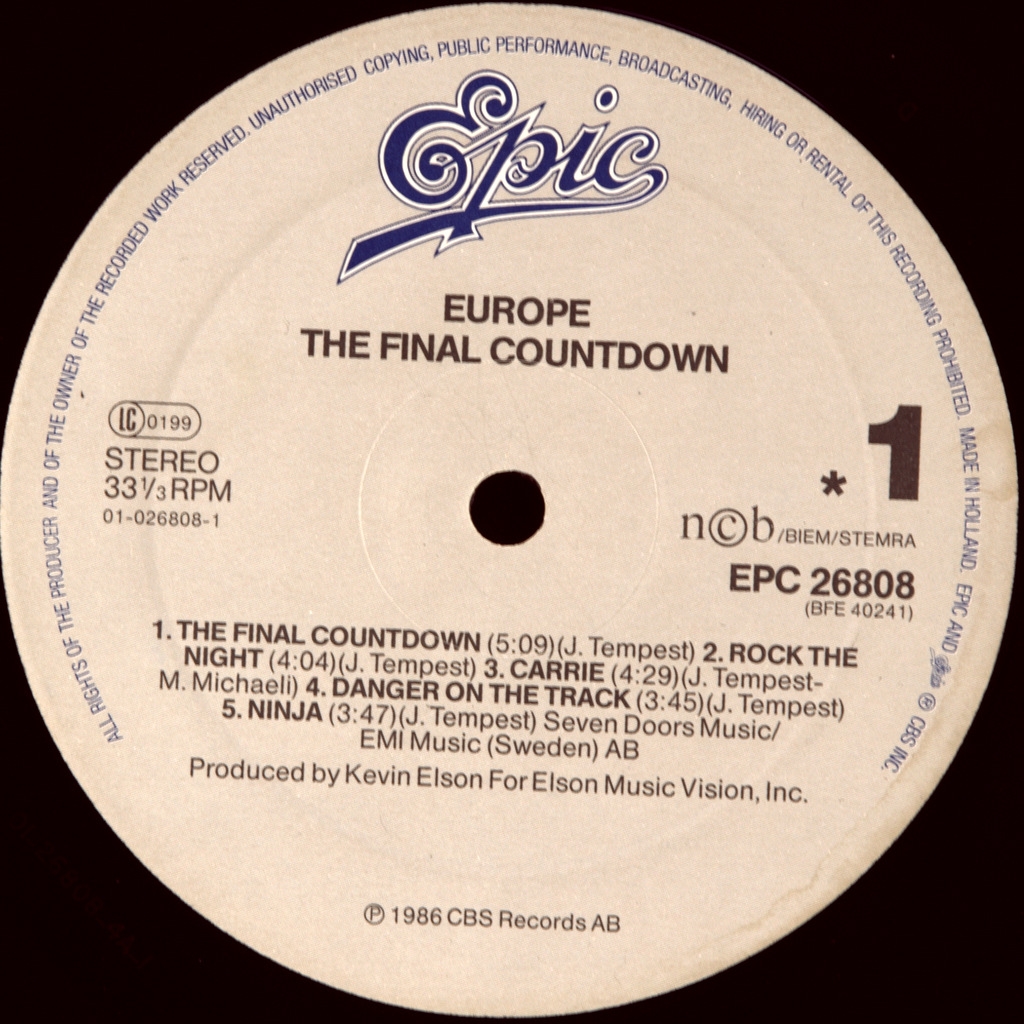 ALL RIGHTS OF THE PRODUCER AND OF THE OWNER OF THE RECORDED WORK RESERVED. UNAUTHORISED COPYING, PUBLIC PERFORMANCE, BROADCASTING, HIRING OR RENTAL OF THIS RECORDING PROHIBITED. MADE IN HOLLAND. EPIC AND Epic ® CBS INC.
Epic
EUROPE
THE FINAL COUNTDOWN
LC 0199
STEREO
33⅓ RPM
01-026808-1
1
*
n©b/BIEM/STEMRA
EPC 26808
(BFE 40241)
1. THE FINAL COUNTDOWN (5:09)(J. Tempest) 2. ROCK THE
NIGHT (4:04)(J. Tempest) 3. CARRIE (4:29)(J. Tempest-
M. Michaeli) 4. DANGER ON THE TRACK (3:45)(J. Tempest)
5. NINJA (3:47)(J. Tempest) Seven Doors Music/
EMI Music (Sweden) AB
Produced by Kevin Elson For Elson Music Vision, Inc.
℗ 1986 CBS Records AB